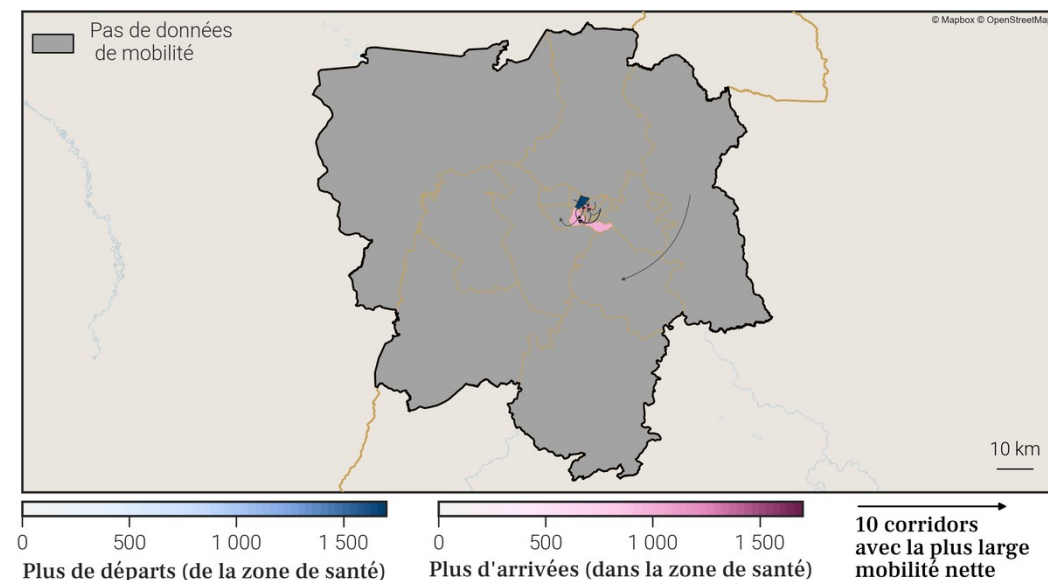 © Mapbox © OpenStreetMap
Pas de données
de mobilité
10 km
0 500 1 000 1 500
Plus de départs (de la zone de santé)
0 500 1 000 1 500
Plus d'arrivées (dans la zone de santé)
10 corridors
avec la plus large
mobilité nette